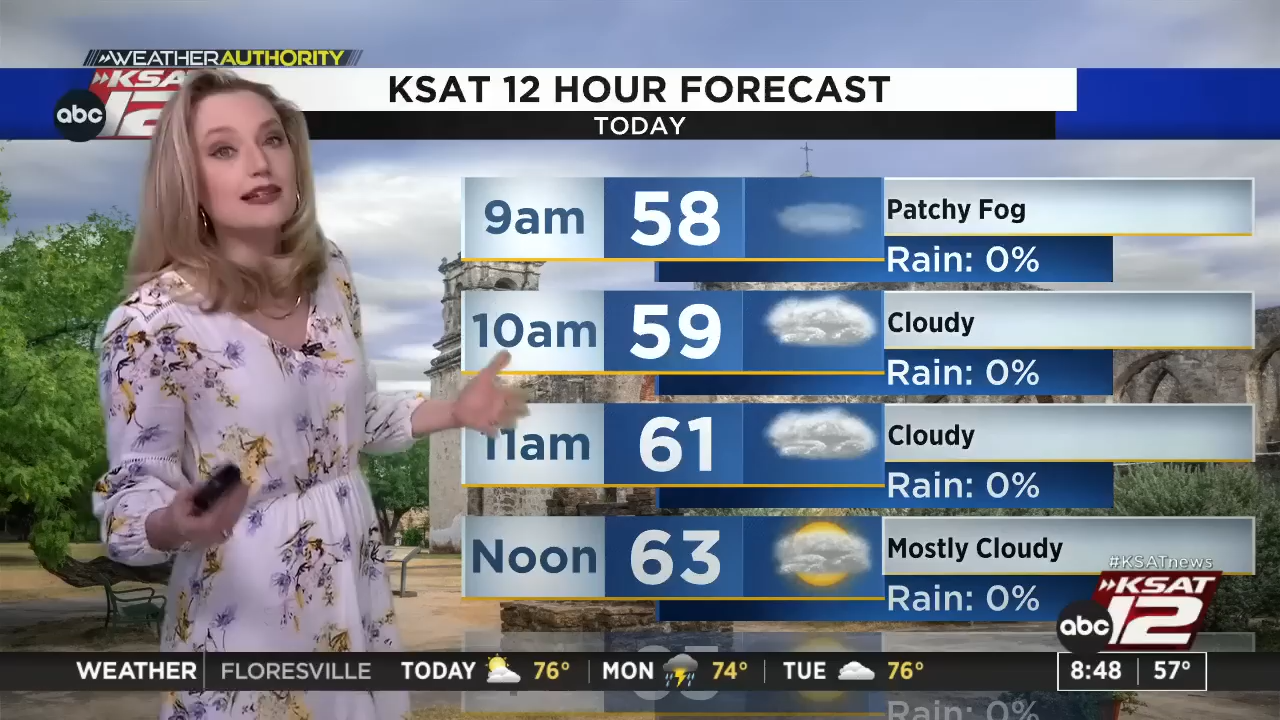 WEATHERAUTHORITY
KSAT
12
abc
KSAT 12 HOUR FORECAST
TODAY
9am 58 Patchy Fog
Rain: 0%
10am 59 Cloudy
Rain: 0%
11am 61 Cloudy
Rain: 0%
Noon 63 Mostly Cloudy
Rain: 0%
#KSATnews
KSAT
abc 12
WEATHER FLORESVILLE TODAY 76° MON 74° TUE 76° 8:48 57°
Rain: 0%